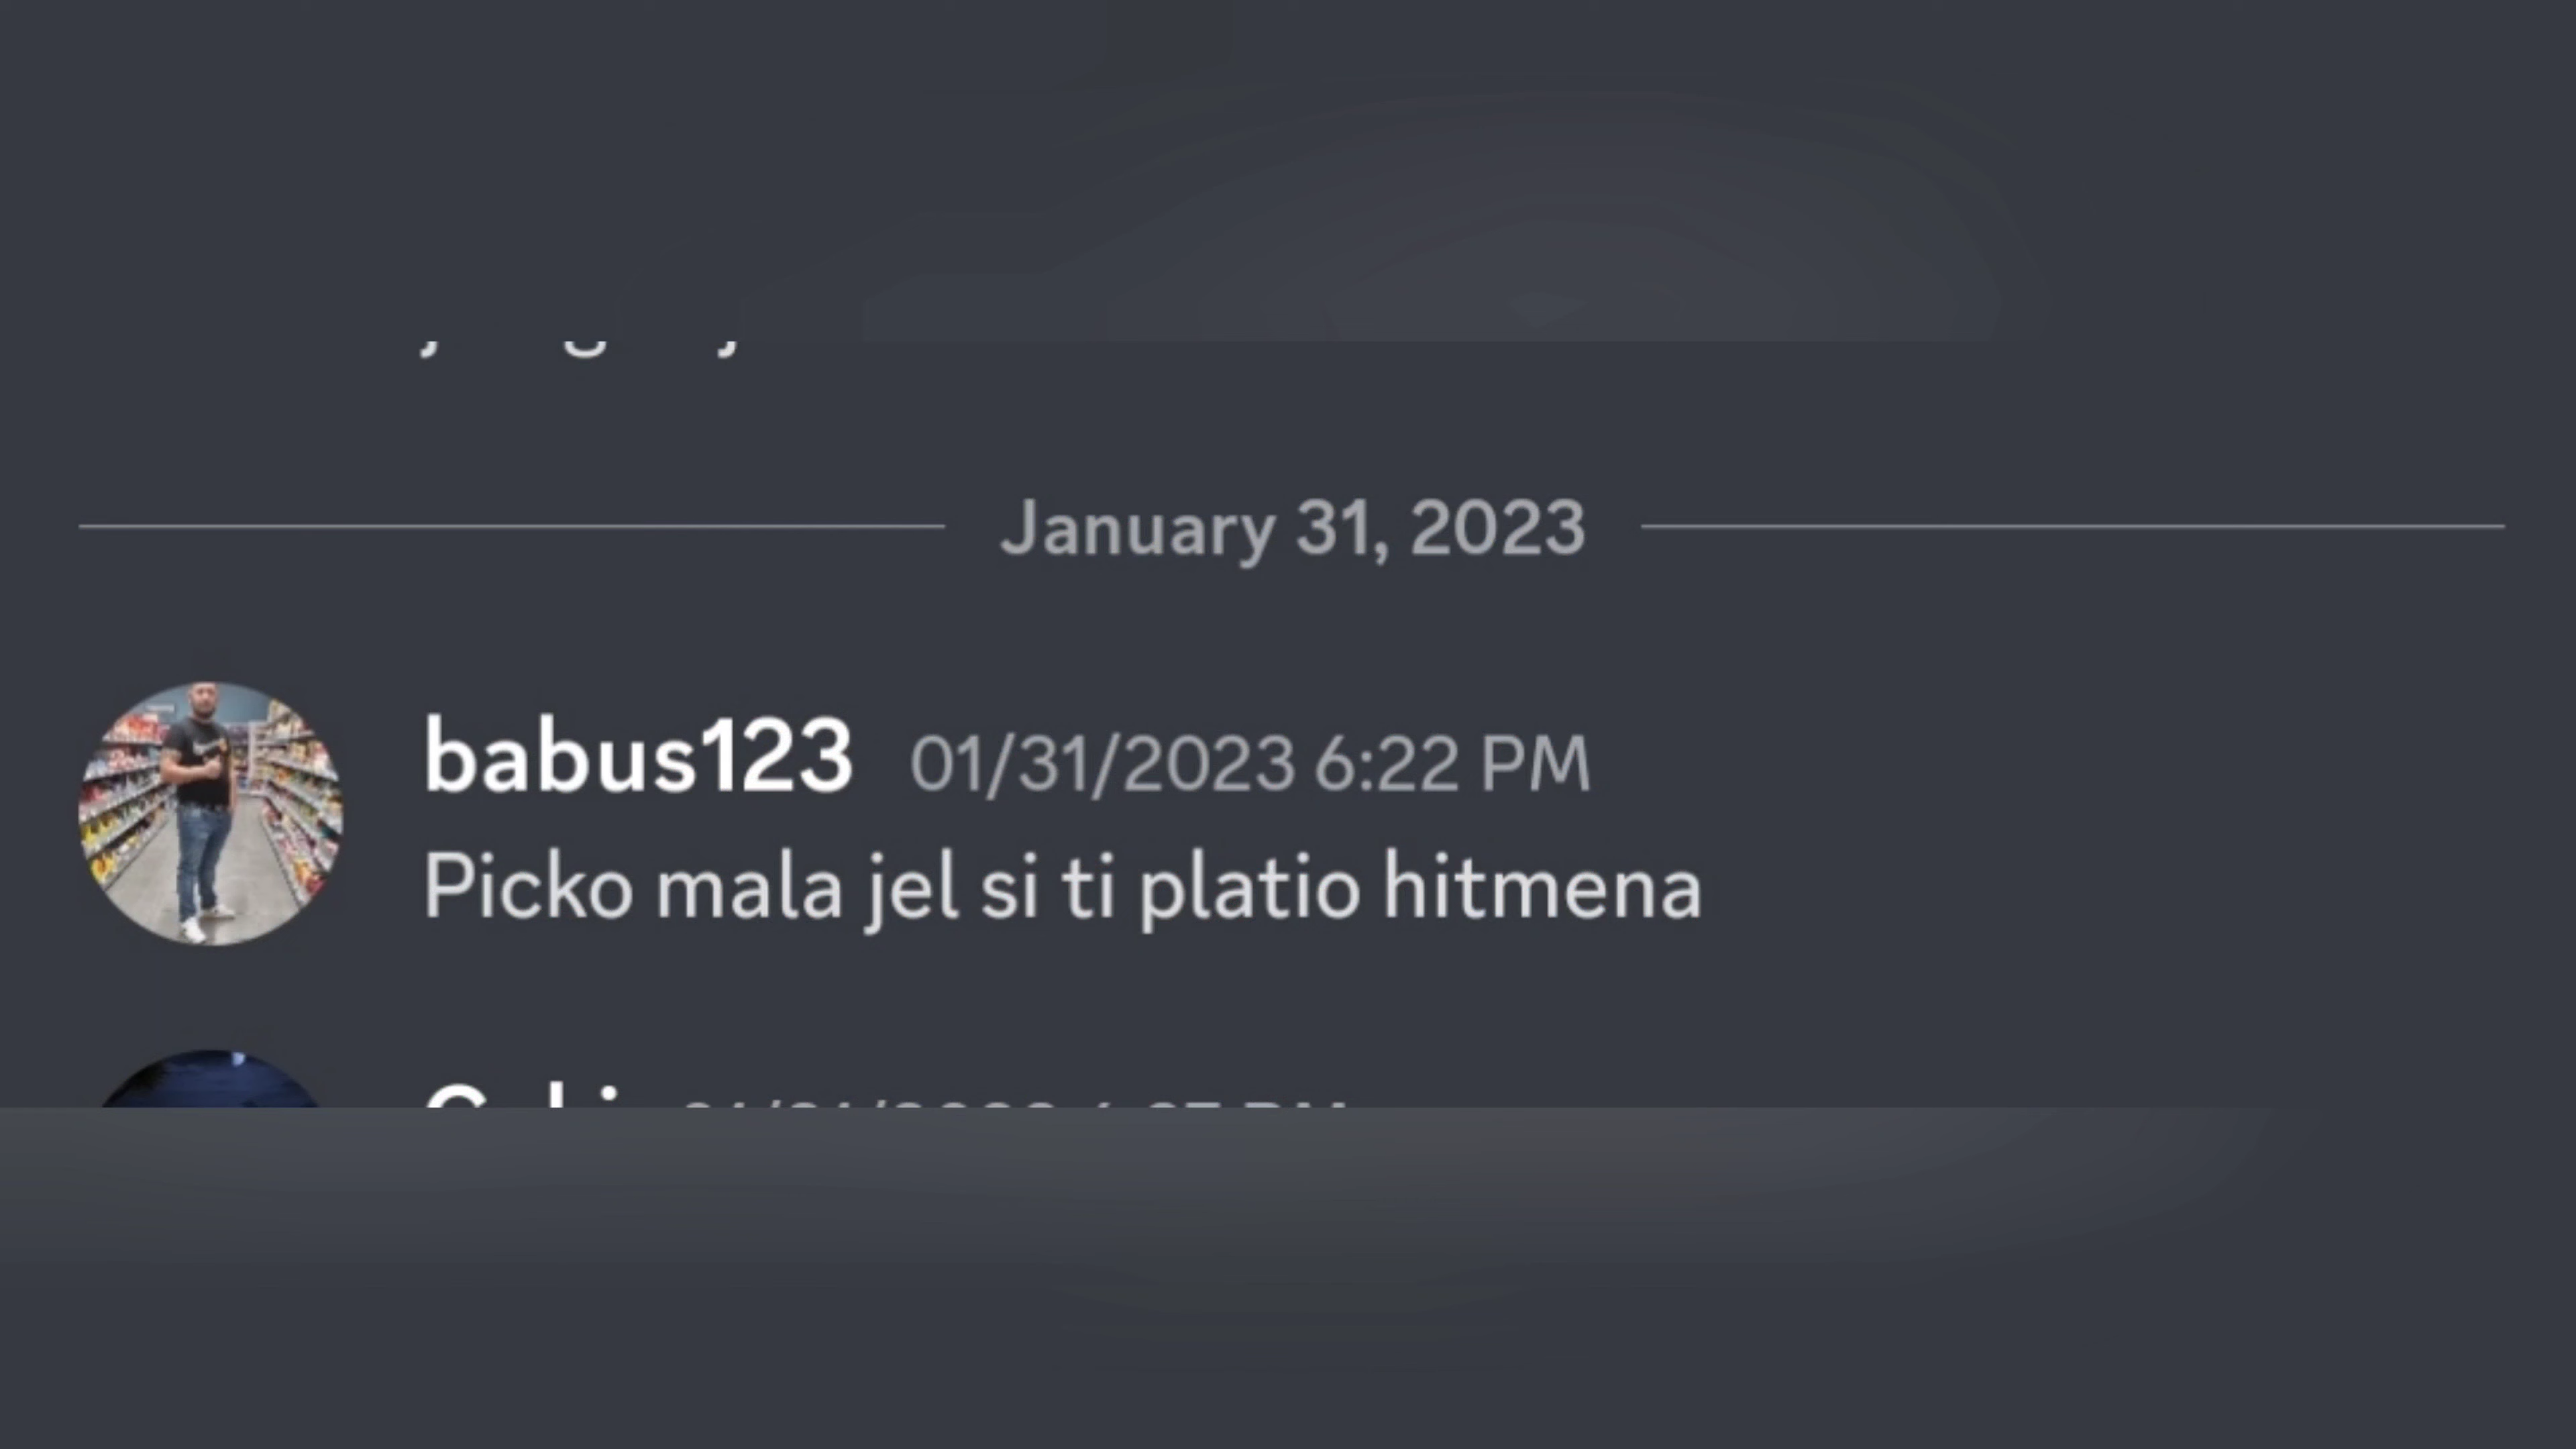 January 31, 2023
babus123 01/31/2023 6:22 PM
Picko mala jel si ti platio hitmena